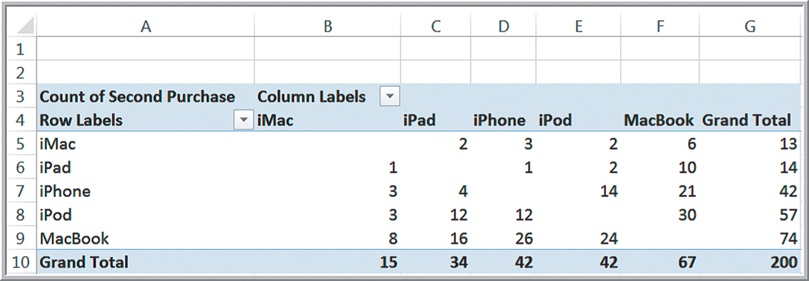 A B C D E F G
1
2
3 Count of Second Purchase Column Labels
4 Row Labels iMac iPad iPhone iPod MacBook Grand Total
5 iMac 2 3 2 6 13
6 iPad 1 1 2 10 14
7 iPhone 3 4 14 21 42
8 iPod 3 12 12 30 57
9 MacBook 8 16 26 24 74
10 Grand Total 15 34 42 42 67 200